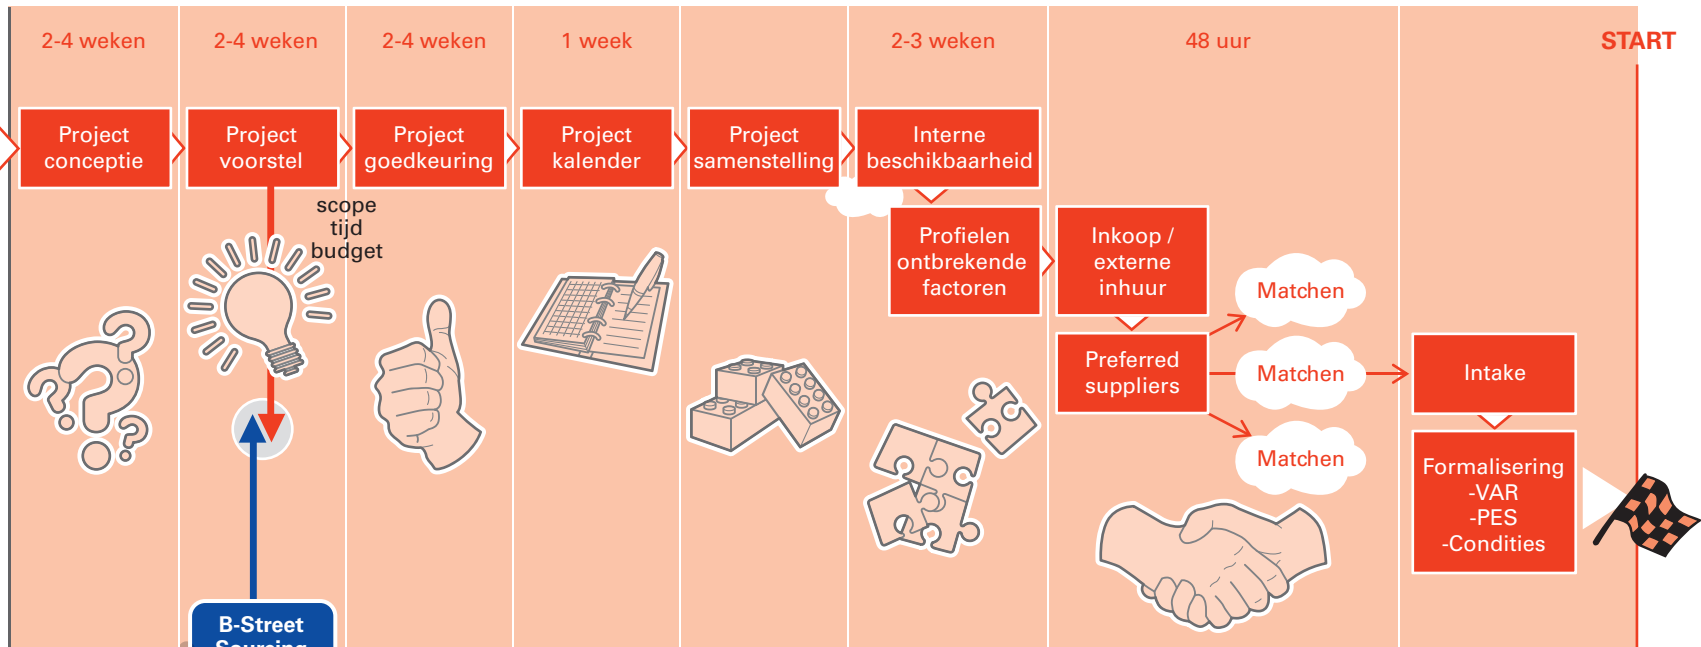 2-4 weken
2-4 weken
2-4 weken
1 week
2-3 weken
48 uur
START
Project
conceptie
Project
voorstel
Project
goedkeuring
Project
kalender
Project
samenstelling
Interne
beschikbaarheid
scope
tijd
budget
Profielen
ontbrekende
factoren
Inkoop /
externe
inhuur
Preferred
suppliers
Matchen
Matchen
Matchen
Intake
Formalisering
-VAR
-PES
-Condities
B-Street
Sourcing